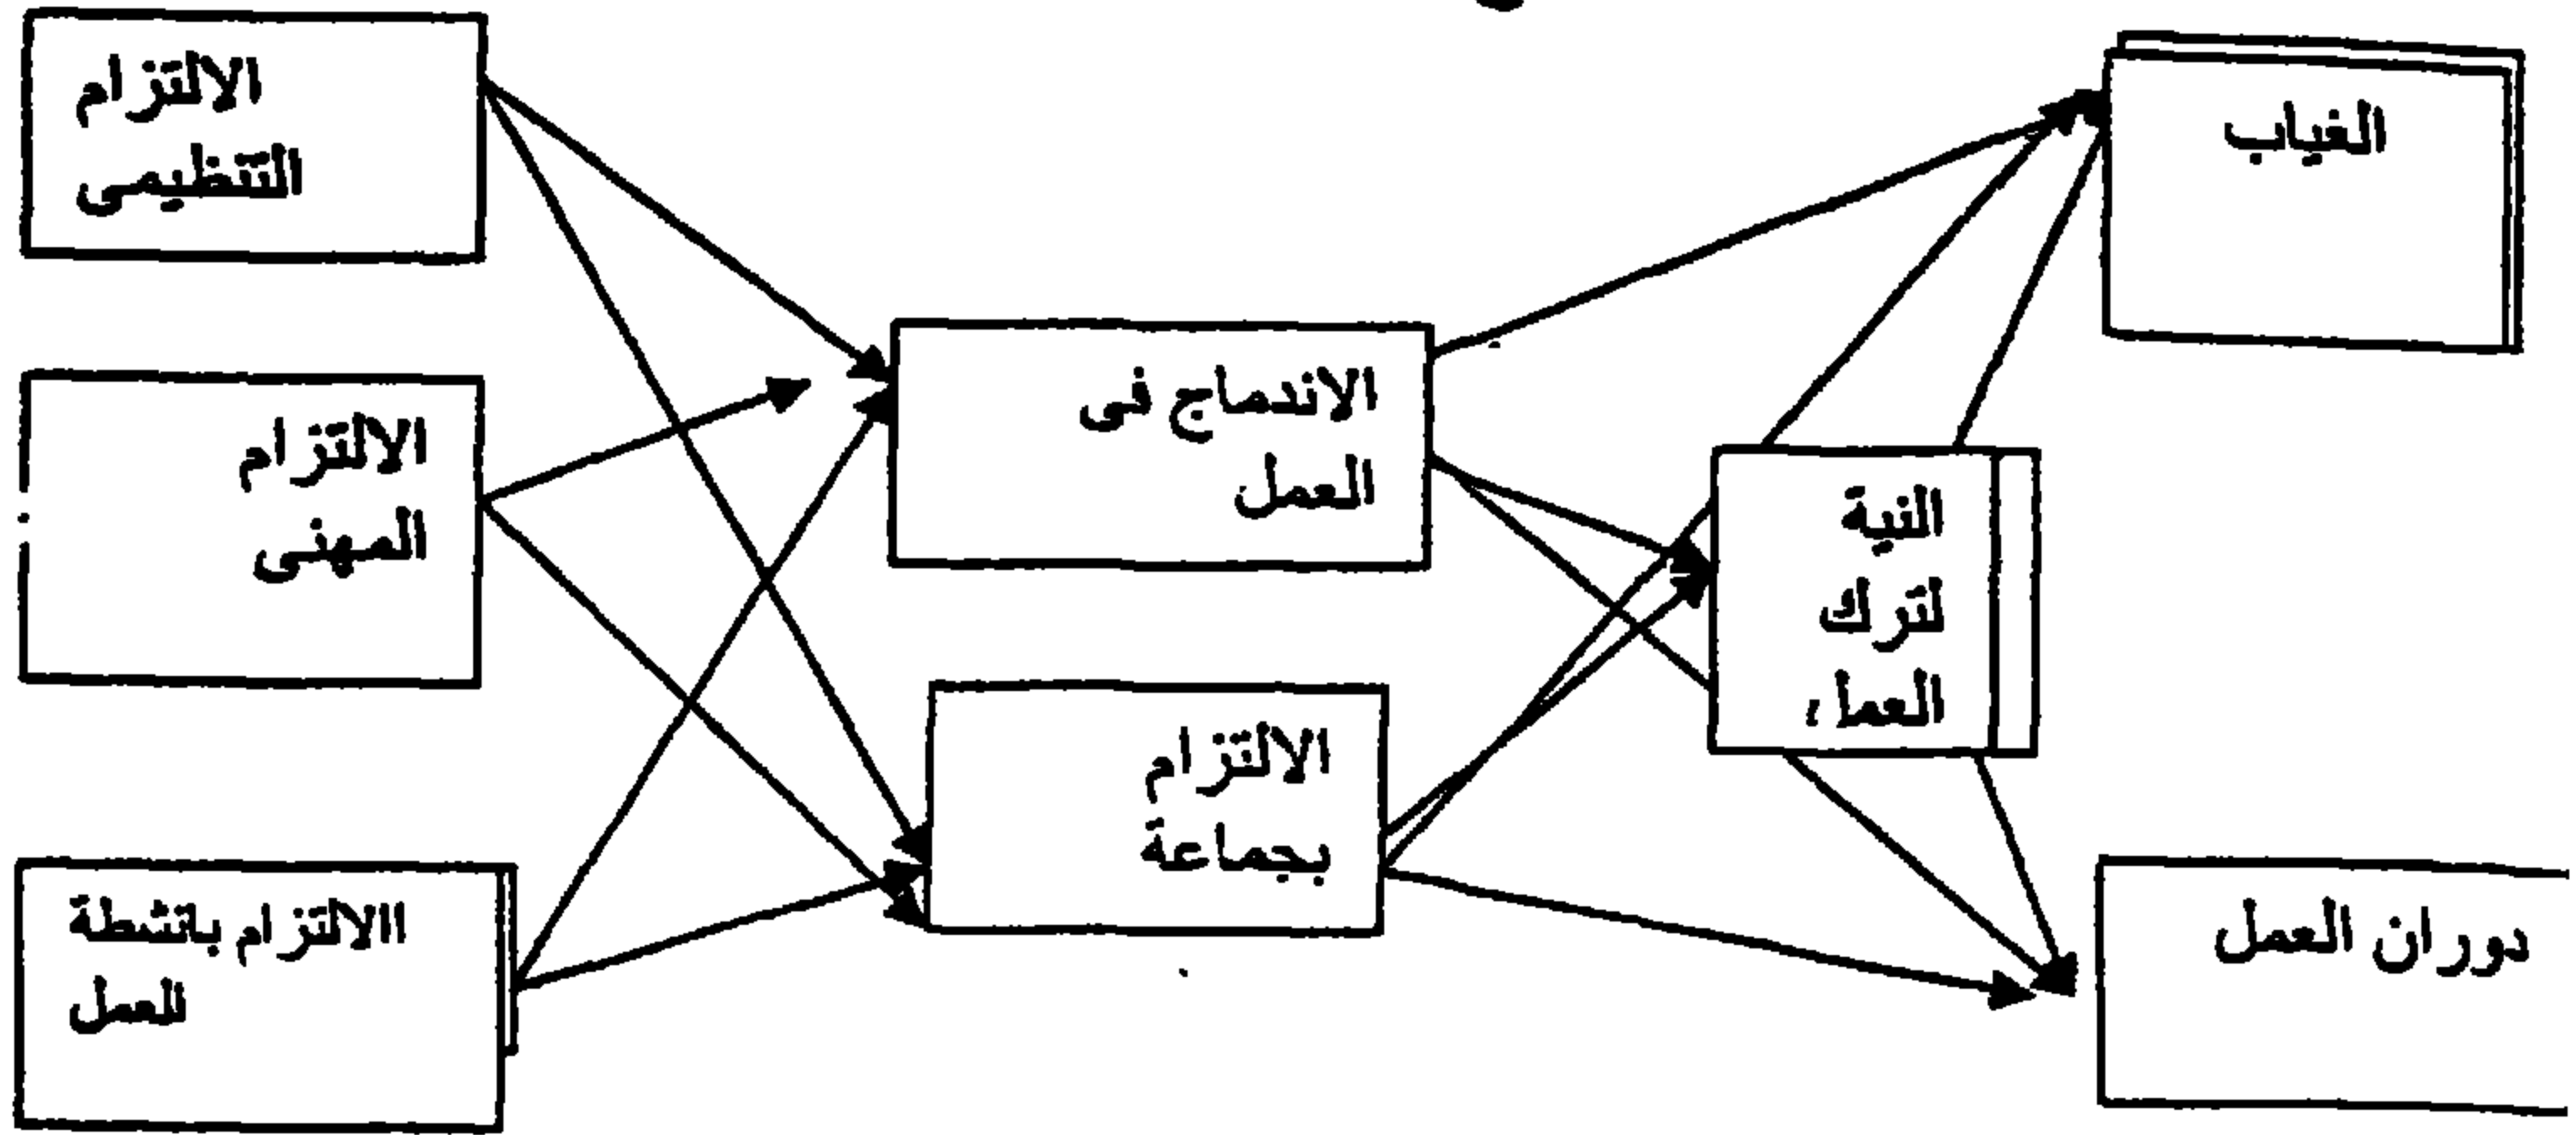 الالتزام
التنظيمى
الالتزام
المهنى
االالتزام بانشطة
للعمل
الاندماج فى
العمل
الالتزام
بجماعة
النية
لترك
الغياب
دوران العمل